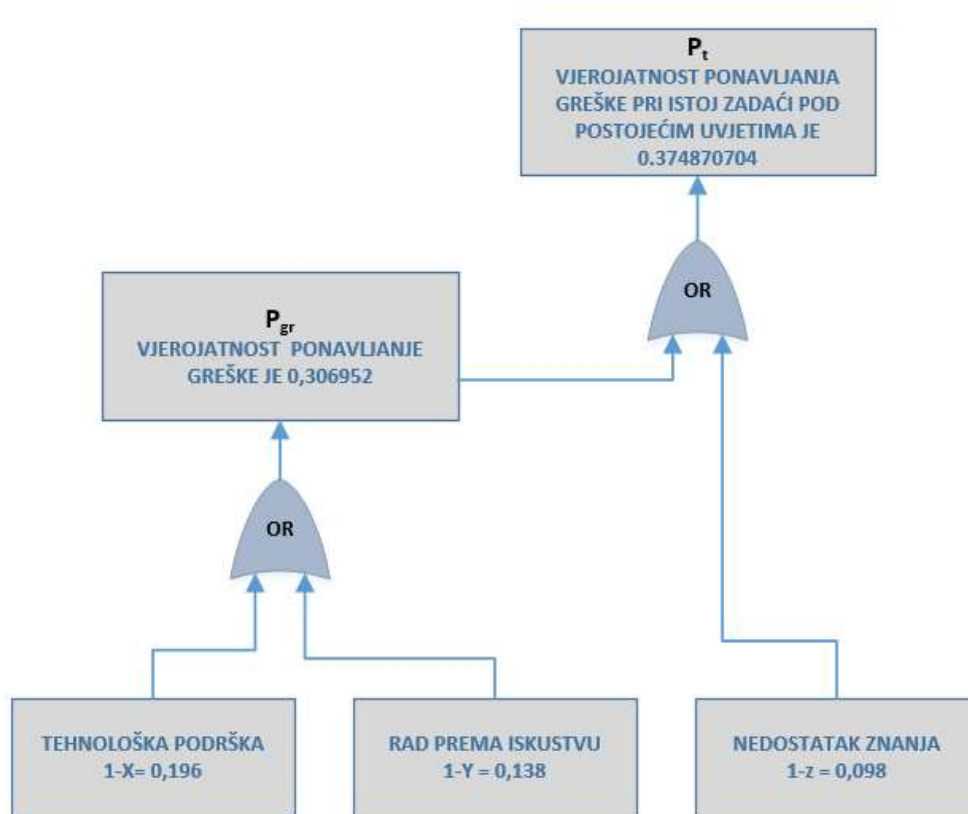 P_t
VJEROJATNOST PONAVLJANJA
GREŠKE PRI ISTOJ ZADAĆI POD
POSTOJEĆIM UVJETIMA JE
0.374870704
OR
P_gr
VJEROJATNOST PONAVLJANJE
GREŠKE JE 0,306952
OR
TEHNOLOŠKA PODRŠKA
1-X= 0,196
RAD PREMA ISKUSTVU
1-Y = 0,138
NEDOSTATAK ZNANJA
1-z = 0,098